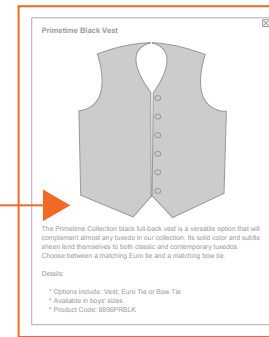 Primetime Black Vest
The Primetime Collection black full-back vest is a versatile option that will
complement almost any tuxedo in our collection. Its solid color and subtle
sheen lend themselves to both classic and contemporary tuxedos.
Choose between a matching Euro tie and a matching bow tie.
Details:
* Options include: Vest; Euro Tie or Bow Tie
* Available in boys' sizes
* Product Code: 8896PRBLK